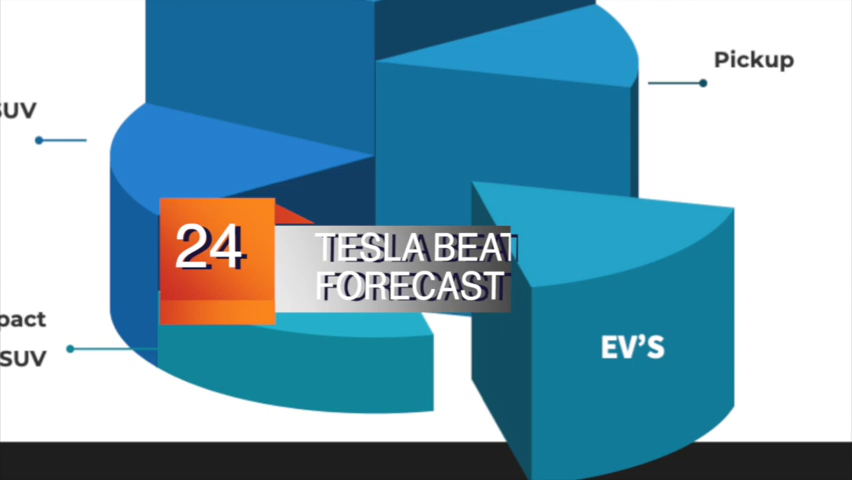 Pickup
SUV
24
TESLA BEAT
FORECAST
pact
SUV
EV'S